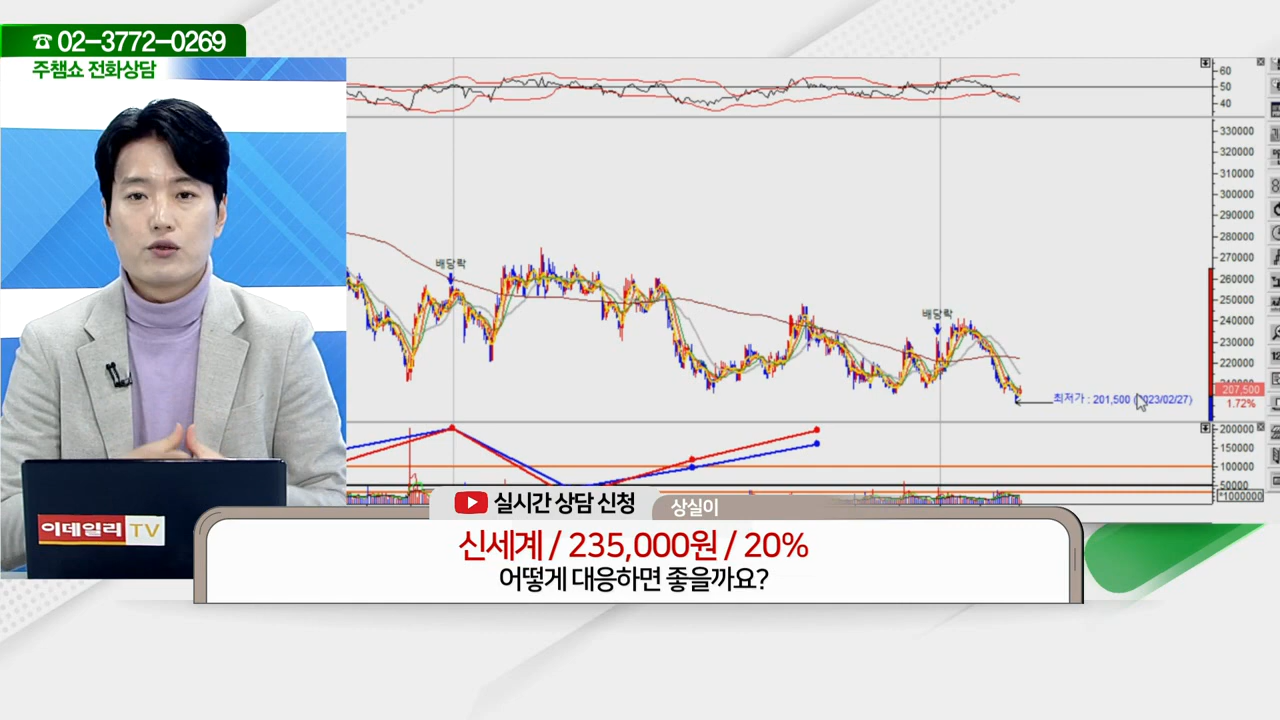 ☎ 02-3772-0269
주챔쇼 전화상담
60
50
40
330000
320000
310000
300000
290000
280000
270000
260000
250000
240000
230000
220000
207,500
1.72%
배당락
배당락
최저가 : 201,500 (2023/02/27)
200000
150000
100000
50000
*1000000
이데일리 TV
실시간 상담 신청
상실이
신세계 / 235,000원 / 20%
어떻게 대응하면 좋을까요?